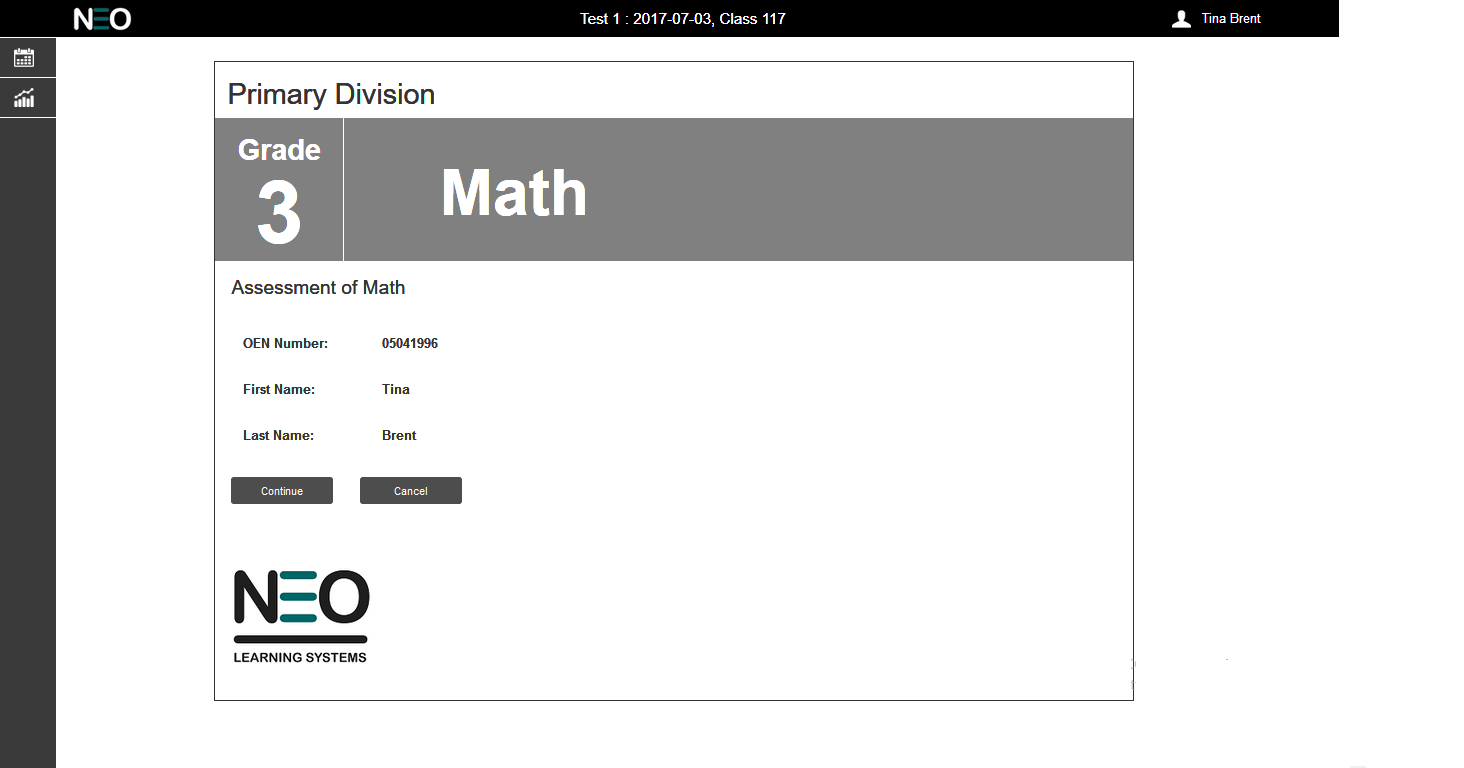 NEO
Test 1 : 2017-07-03, Class 117
Tina Brent
Primary Division
Grade
3
Math
Assessment of Math
OEN Number: 05041996
First Name: Tina
Last Name: Brent
Continue Cancel
NEO
LEARNING SYSTEMS